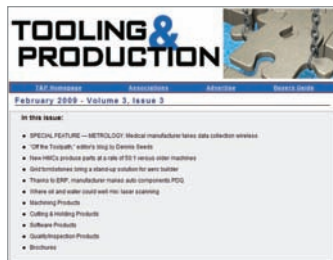 TOOLING &
PRODUCTION
T&P Homepage Associations Advertise Buyers Guide
February 2009 - Volume 3, Issue 3
In this issue:
SPECIAL FEATURE — METROLOGY: Medical manufacturer takes data collection wireless
"Off the Toolpath," editor's blog by Dennis Seeds
New HMCs produce parts at a rate of 50:1 versus older machines
Grid tombstones bring a stand-up solution for aero builder
Thanks to ERP, manufacturer makes auto components PDQ
Where oil and water could well mix: laser scanning
Machining Products
Cutting & Holding Products
Software Products
Quality/Inspection Products
Brochures